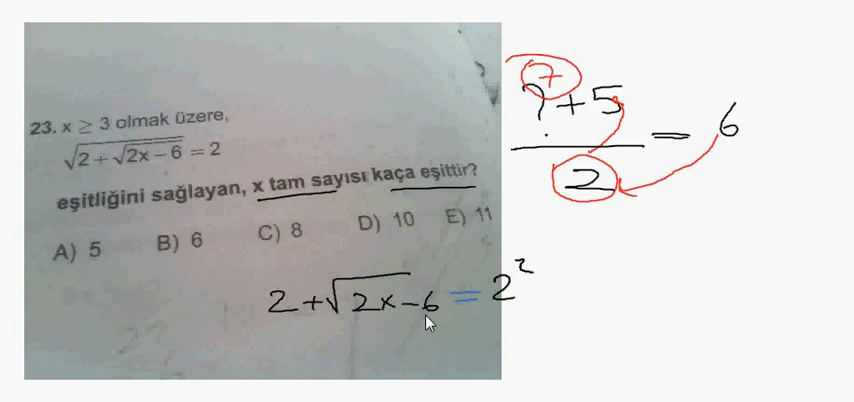 23. x ≥ 3 olmak üzere,
√(2+√(2x−6)) = 2
eşitliğini sağlayan, x tam sayısı kaça eşittir?
A) 5 B) 6 C) 8 D) 10 E) 11
2 + √(2x−6) = 2²
7
? + 5
= 6
2